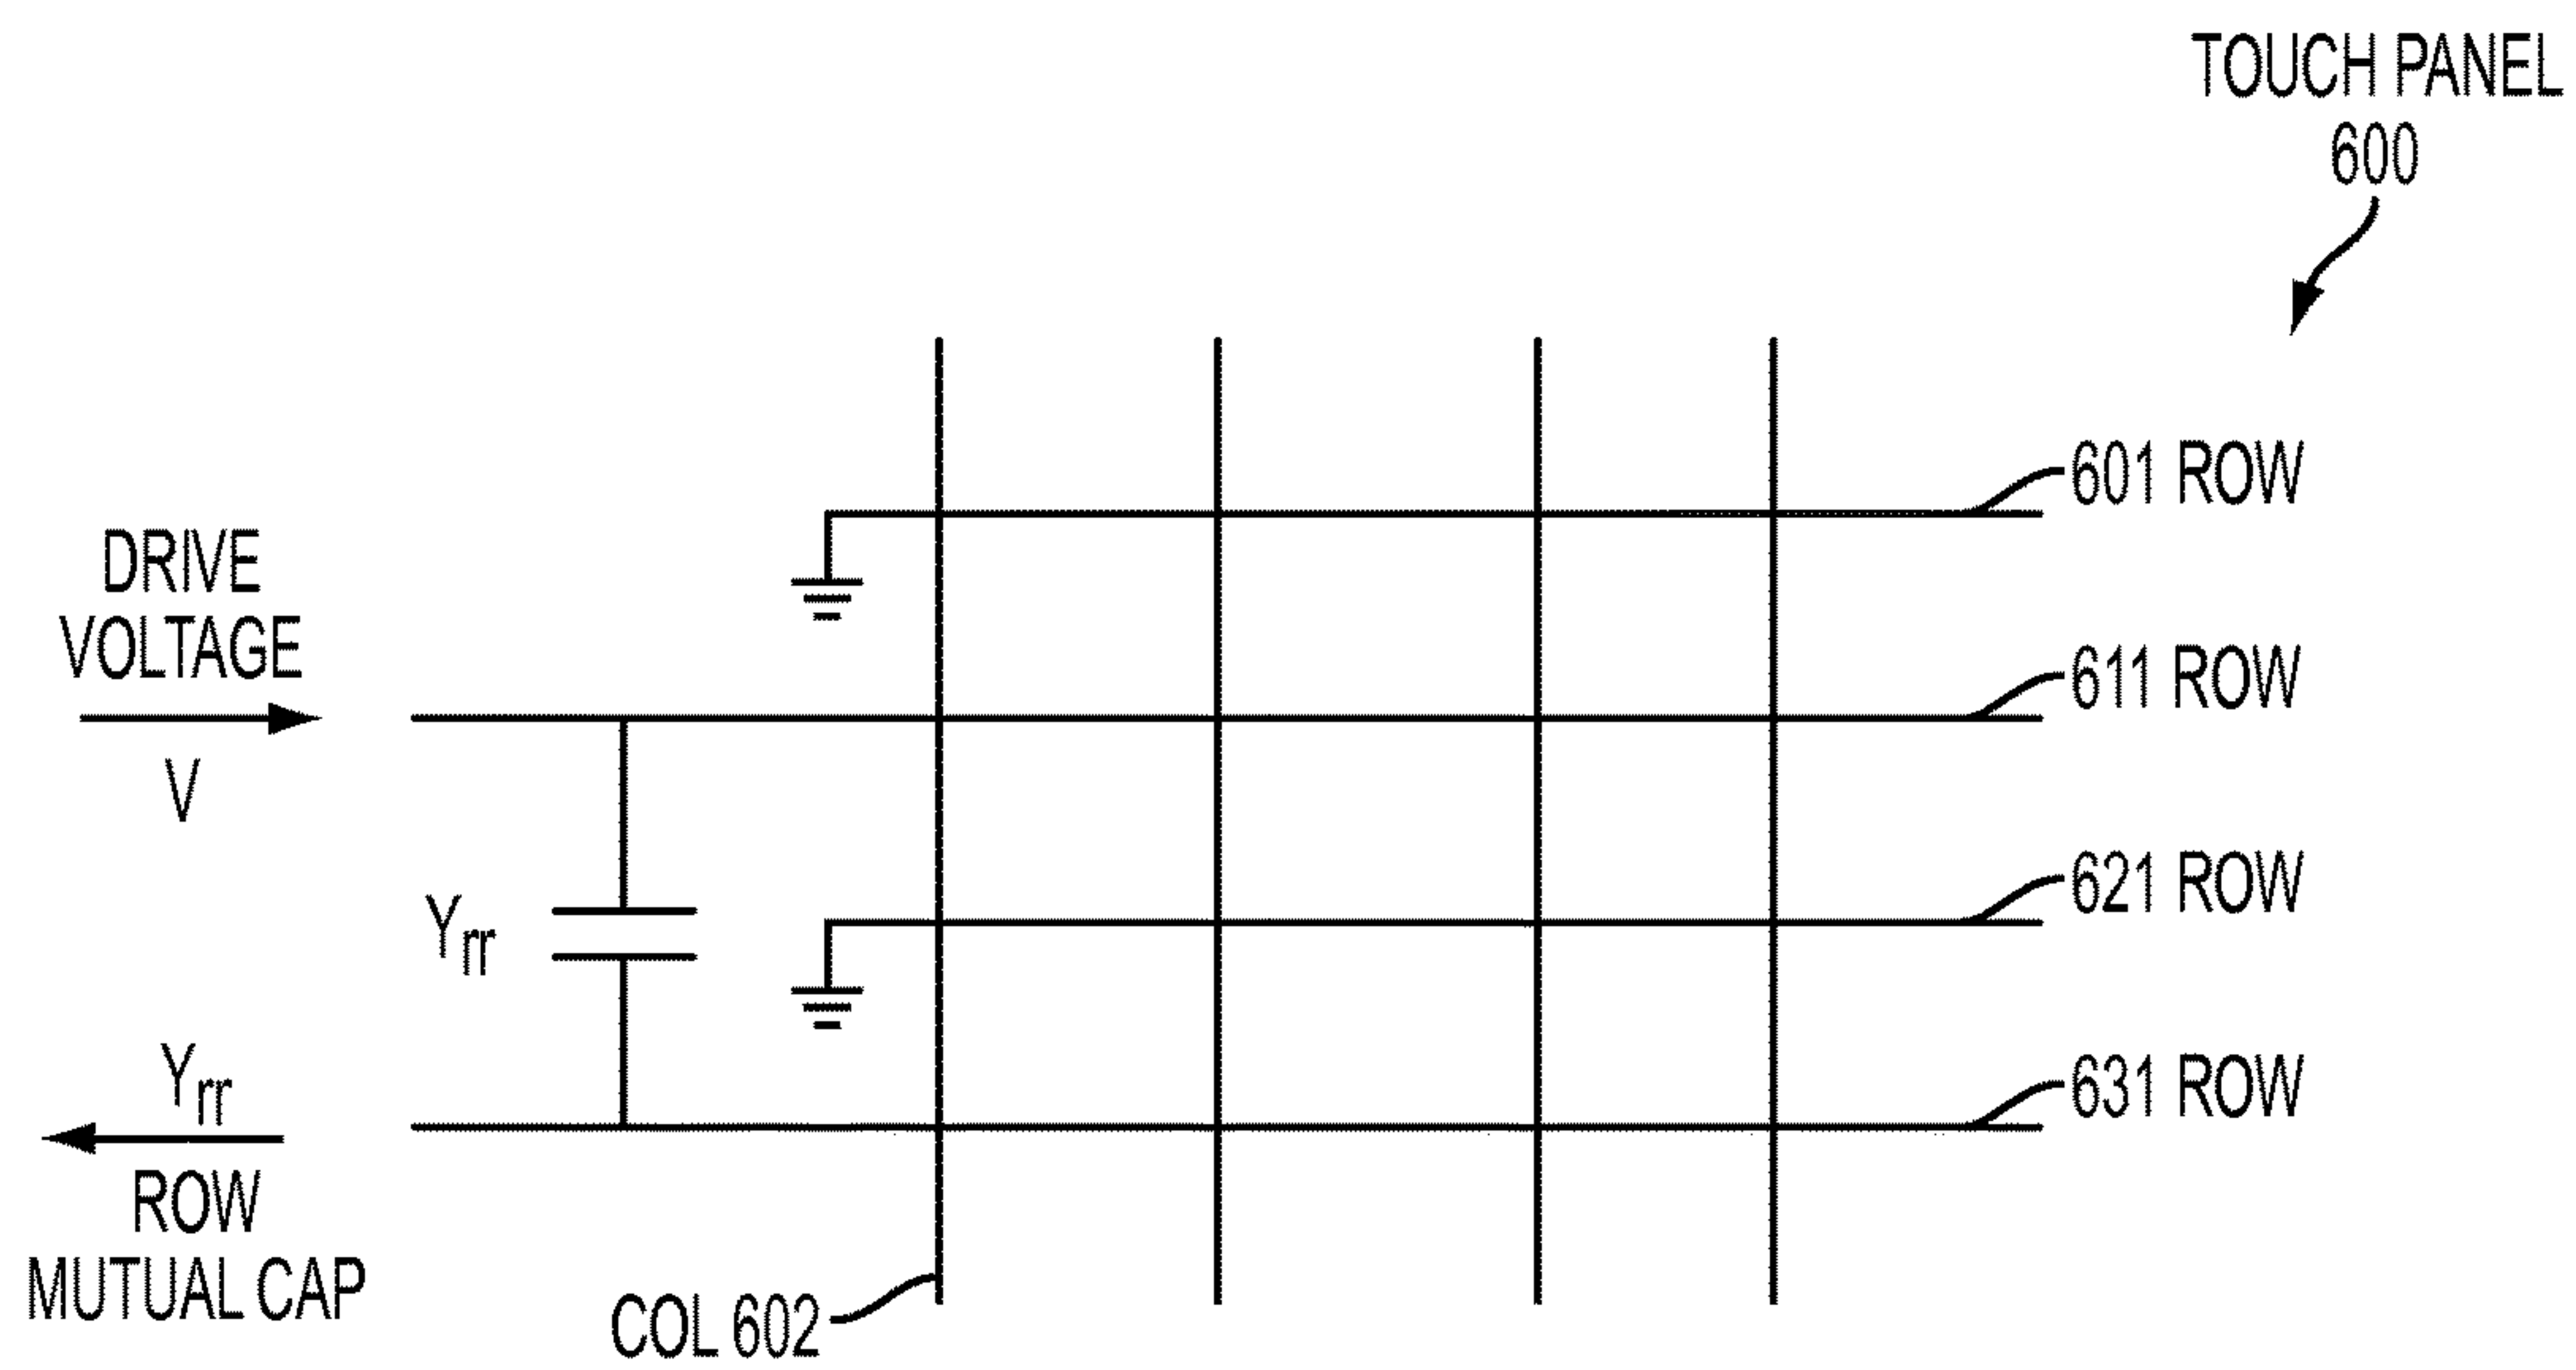 TOUCH PANEL
600
601 ROW
DRIVE
VOLTAGE
V
611 ROW
621 ROW
Yrr
Yrr
ROW
MUTUAL CAP
631 ROW
COL 602